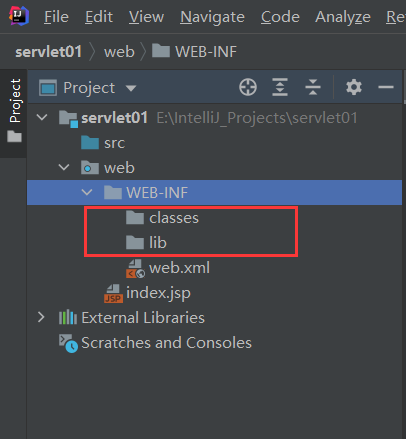 IJ File Edit View Navigate Code Analyze Re
servlet01 web WEB-INF
Project
Project
servlet01 E:\IntelliJ_Projects\servlet01
src
web
WEB-INF
classes
lib
web.xml
JSP index.jsp
External Libraries
Scratches and Consoles